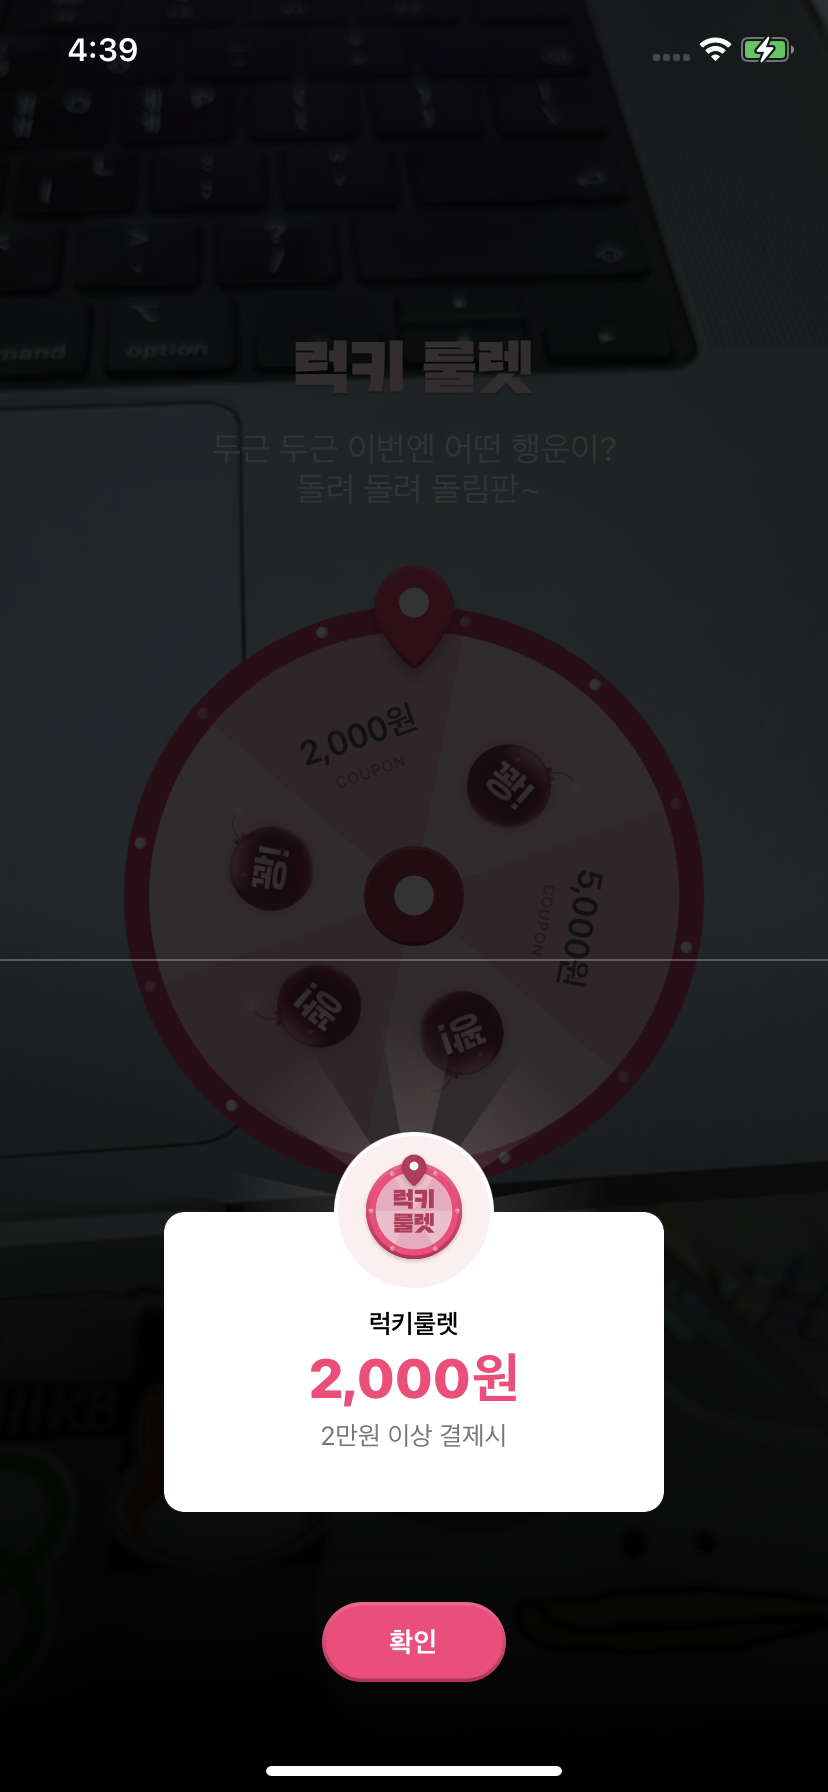 4:39
mand
option
럭키 룰렛
두근 두근 이번엔 어떤 행운이?
돌려 돌려 돌림판~
2,000원
COUPON
꽝!
꽝!
5,000원
COUPON
꽝!
꽝!
럭키
룰렛
럭키룰렛
2,000원
2만원 이상 결제시
확인